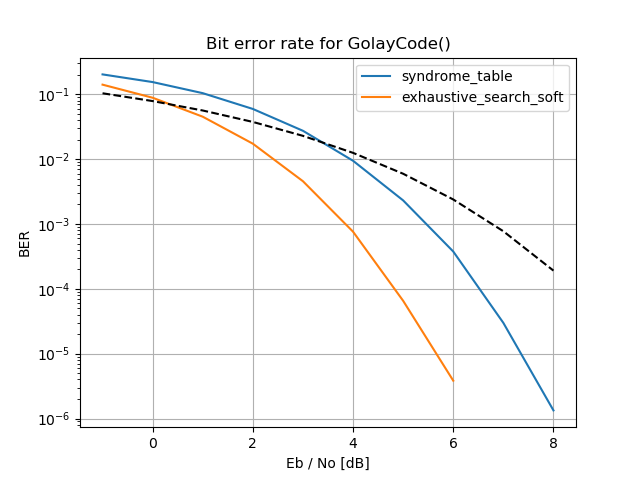 Bit error rate for GolayCode()
syndrome_table
exhaustive_search_soft
10⁻¹
10⁻²
10⁻³
10⁻⁴
10⁻⁵
10⁻⁶
BER
0 2 4 6 8
Eb / No [dB]